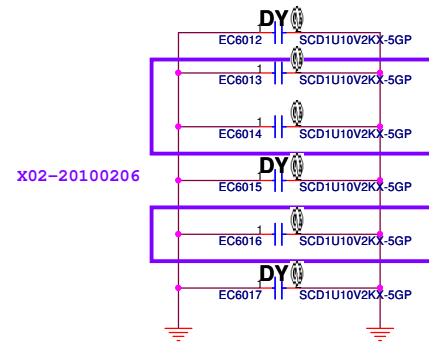 DY
1
EC6012 SCD1U10V2KX-5GP
1
EC6013 SCD1U10V2KX-5GP
1
EC6014 SCD1U10V2KX-5GP
DY
X02-20100206
1
EC6015 SCD1U10V2KX-5GP
1
EC6016 SCD1U10V2KX-5GP
DY
1
EC6017 SCD1U10V2KX-5GP